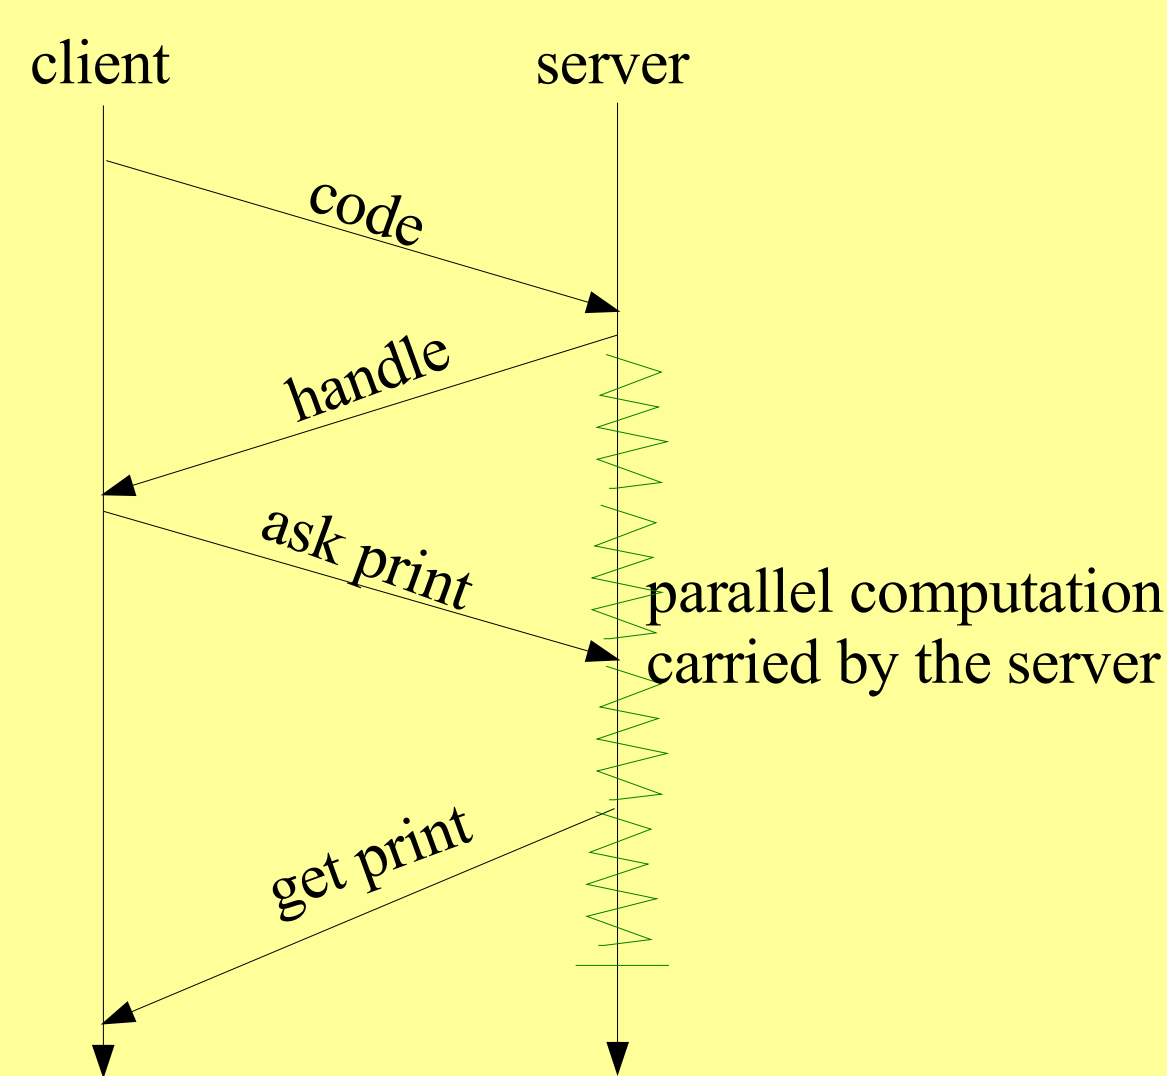 client
server
code
handle
ask print
parallel computation
carried by the server
get print